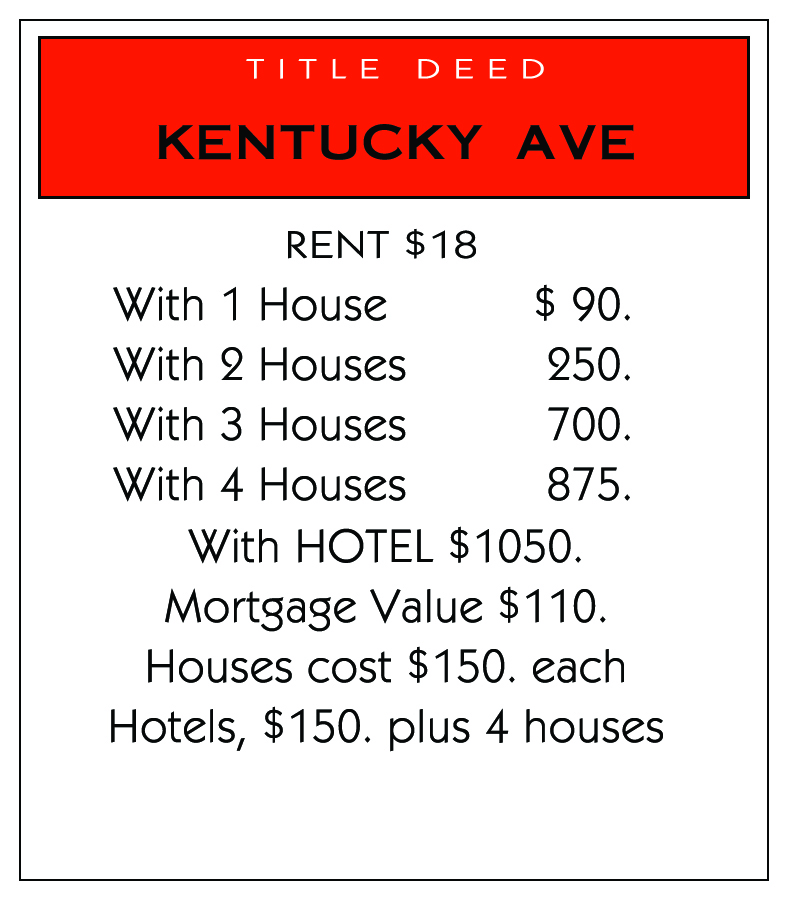 TITLE DEED
KENTUCKY AVE
RENT $18
With 1 House $ 90.
With 2 Houses 250.
With 3 Houses 700.
With 4 Houses 875.
With HOTEL $1050.
Mortgage Value $110.
Houses cost $150. each
Hotels, $150. plus 4 houses